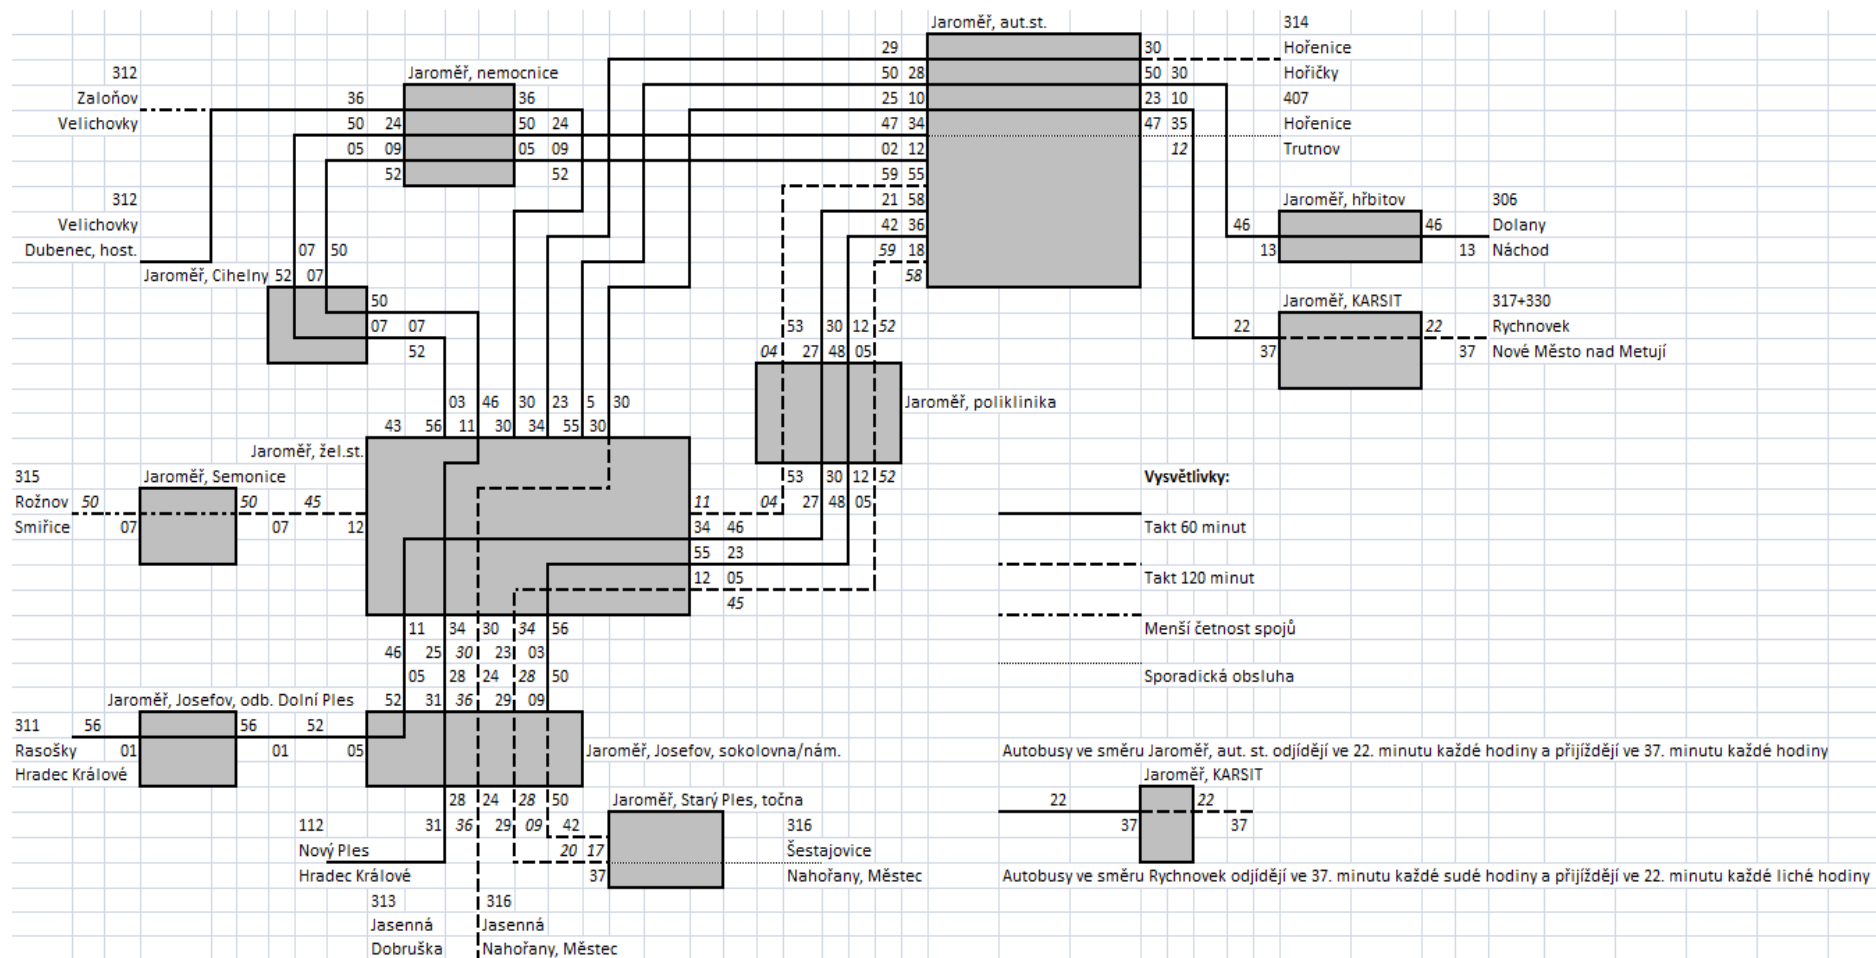 Jaroměř, aut.st. 314
29 30 Hořenice
312 Jaroměř, nemocnice 50 28 50 30 Hořičky
Zaloňov 36 36 25 10 23 10 407
Velichovky 50 24 50 24 47 34 47 35 Hořenice
05 09 05 09 02 12 12 Trutnov
52 52 59 55
312 21 58 Jaroměř, hřbitov 306
Velichovky 42 36 46 46 Dolany
Dubenec, host. 07 50 59 18 13 13 Náchod
Jaroměř, Cihelny 52 07 58
50 Jaroměř, KARSIT 317+330
07 07 53 30 12 52 22 22 Rychnovek
52 04 27 48 05 37 37 Nové Město nad Metují
03 46 30 23 5 30 Jaroměř, poliklinika
43 56 11 30 34 55 30
Jaroměř, žel.st.
315 Jaroměř, Semonice 53 30 12 52 Vysvětlivky:
Rožnov 50 50 45 11 04 27 48 05
Smiřice 07 07 12 34 46 Takt 60 minut
55 23
12 05 Takt 120 minut
45
11 34 30 34 56 Menší četnost spojů
46 25 30 23 03
05 28 24 28 50 Sporadická obsluha
Jaroměř, Josefov, odb. Dolní Ples 52 31 36 29 09
311 56 56 52
Rasošky 01 01 05 Jaroměř, Josefov, sokolovna/nám. Autobusy ve směru Jaroměř, aut. st. odjídějí ve 22. minutu každé hodiny a přijíždějí ve 37. minutu každé hodiny
Hradec Králové Jaroměř, KARSIT
28 24 28 50 Jaroměř, Starý Ples, točna 22 22
112 31 36 29 09 42 316 37 37
Nový Ples 20 17 Šestajovice
Hradec Králové 37 Nahořany, Městec Autobusy ve směru Rychnovek odjídějí ve 37. minutu každé sudé hodiny a přijíždějí ve 22. minutu každé liché hodiny
313 316
Jasenná Jasenná
Dobruška Nahořany, Městec